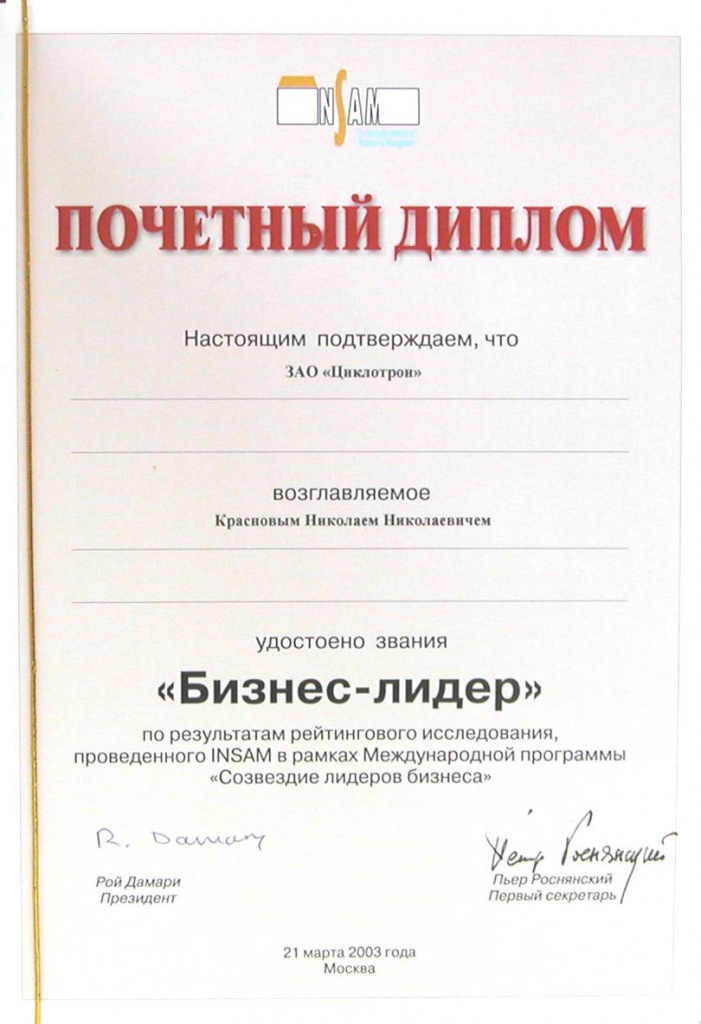 INSAM
ПОЧЕТНЫЙ ДИПЛОМ
Настоящим подтверждаем, что
ЗАО «Циклотрон»
возглавляемое
Красновым Николаем Николаевичем
удостоено звания
«Бизнес-лидер»
по результатам рейтингового исследования,
проведенного INSAM в рамках Международной программы
«Созвездие лидеров бизнеса»
R. Damary
Пьер Роснянский
Рой Дамари
Президент
Первый секретарь
21 марта 2003 года
Москва